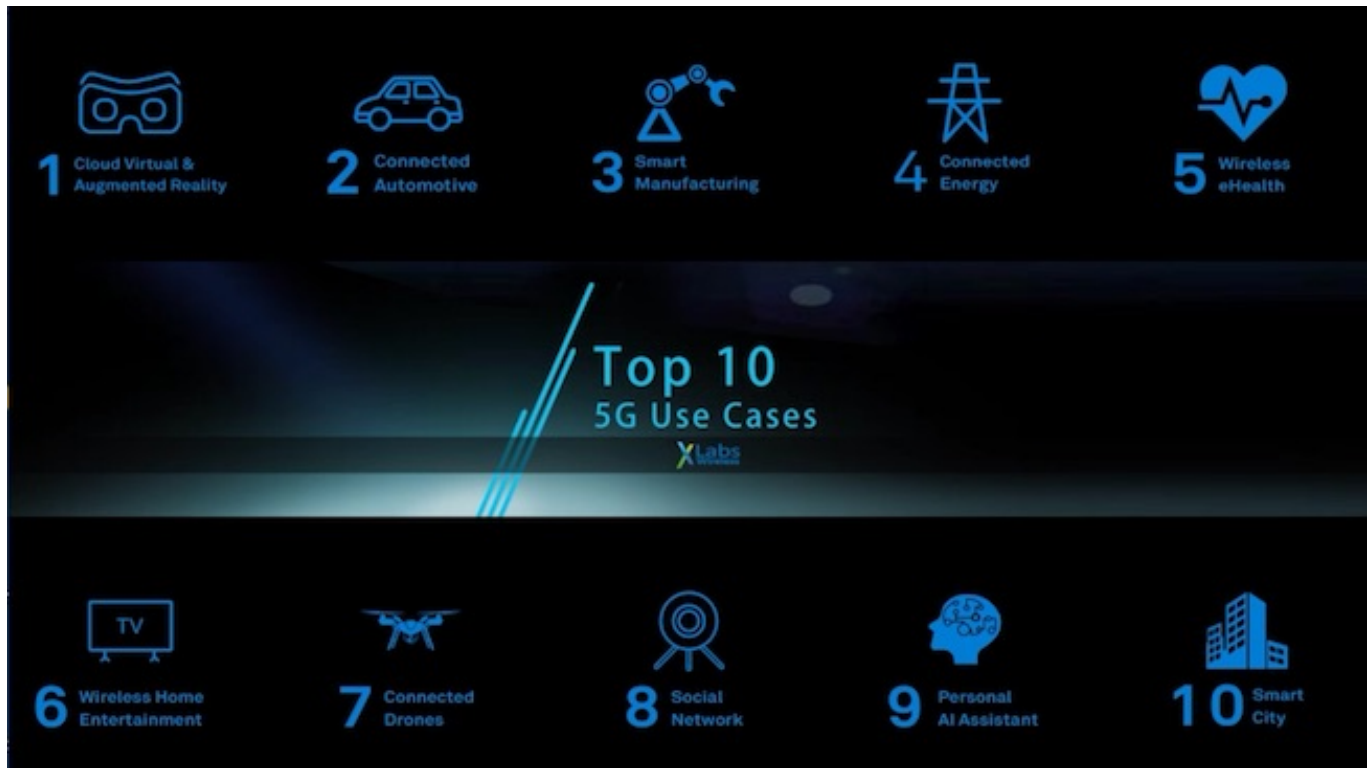 1 Cloud Virtual &
Augmented Reality
2 Connected
Automotive
3 Smart
Manufacturing
4 Connected
Energy
5 Wireless
eHealth
Top 10
5G Use Cases
X Labs
Wireless
TV
6 Wireless Home
Entertainment
7 Connected
Drones
8 Social
Network
9 Personal
AI Assistant
10 Smart
City